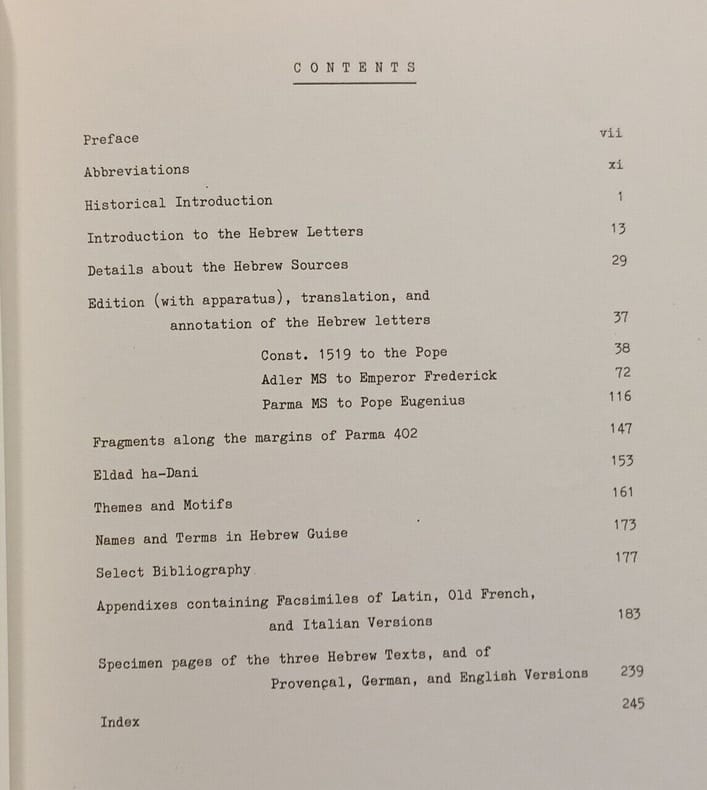 C O N T E N T S
Preface vii
Abbreviations xi
Historical Introduction 1
Introduction to the Hebrew Letters 13
Details about the Hebrew Sources 29
Edition (with apparatus), translation, and
annotation of the Hebrew letters 37
Const. 1519 to the Pope 38
Adler MS to Emperor Frederick 72
Parma MS to Pope Eugenius 116
Fragments along the margins of Parma 402 147
Eldad ha-Dani 153
Themes and Motifs 161
Names and Terms in Hebrew Guise 173
Select Bibliography 177
Appendixes containing Facsimiles of Latin, Old French,
and Italian Versions 183
Specimen pages of the three Hebrew Texts, and of
Provençal, German, and English Versions 239
Index 245